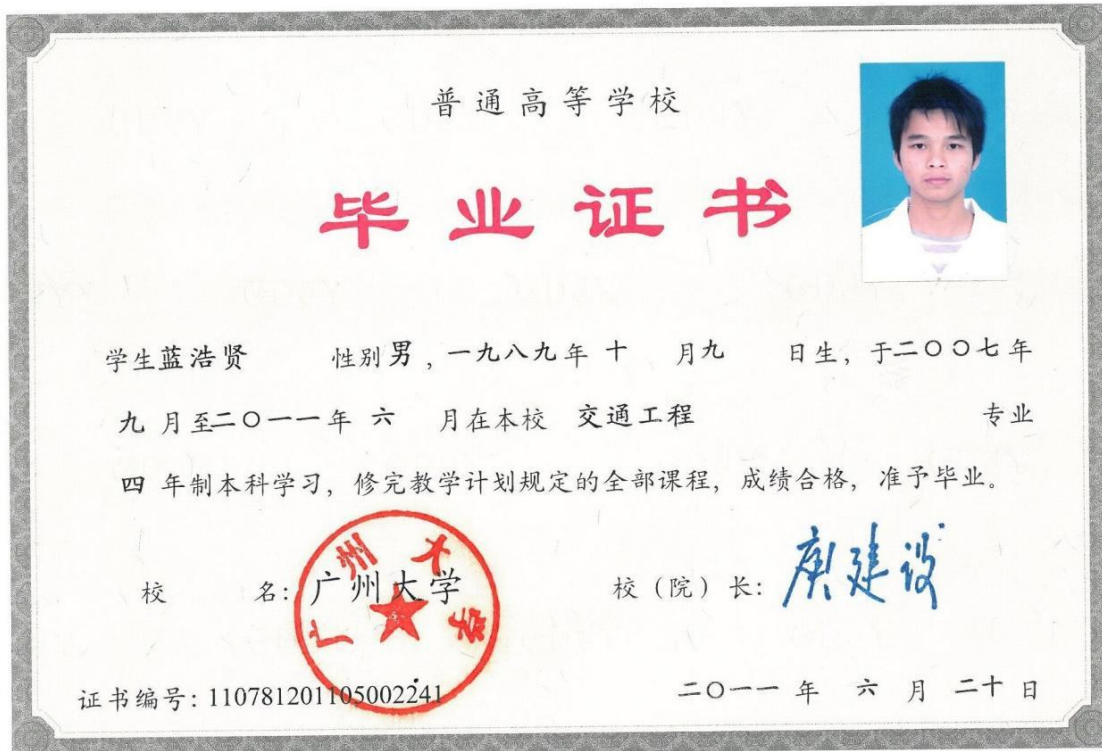 普通高等学校
毕业证书
学生蓝浩贤 性别男,一九八九年 十 月九 日生,于二〇〇七年
九 月至二〇一一年 六 月在本校 交通工程 专业
四 年制本科学习,修完教学计划规定的全部课程,成绩合格,准予毕业。
校 名:广州大学
广州大学
校(院)长:庾建设
证书编号:110781201105002241
二〇一一 年 六 月 二十 日